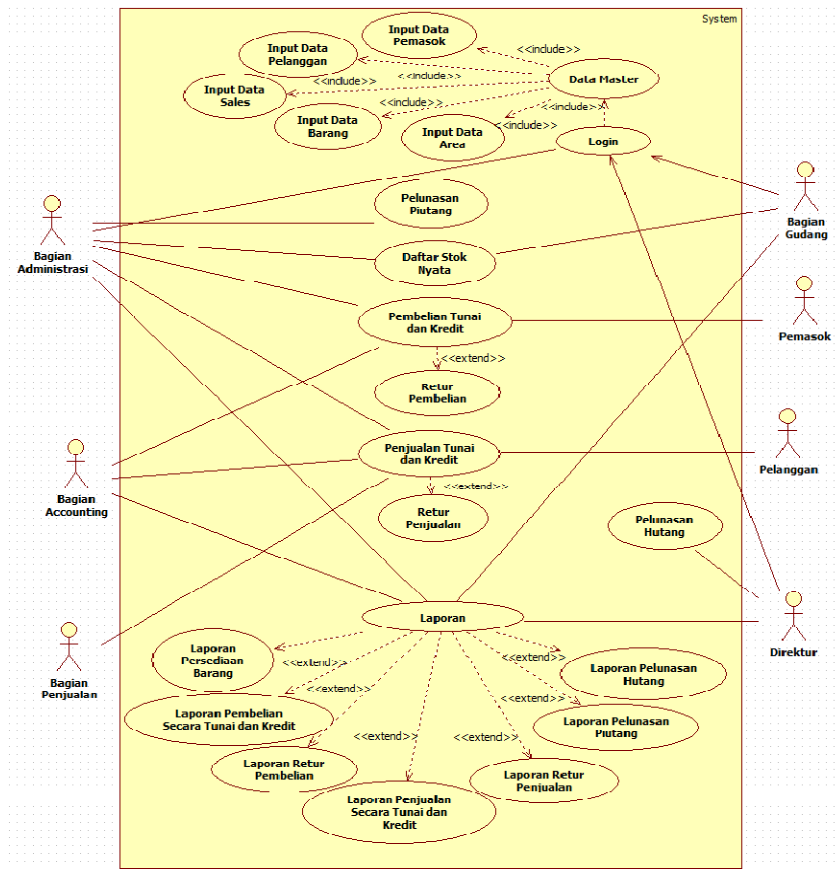 System
Input Data
Pemasok
<<include>>
Input Data
Pelanggan
<<include>>
<<include>>
Data Master
Input Data
Sales
<<include>>
Input Data
Barang
<<include>>
Input Data
Area
Login
Bagian
Administrasi
Pelunasan
Piutang
Bagian
Gudang
Daftar Stok
Nyata
Pembelian Tunai
dan Kredit
Pemasok
<<extend>>
Retur
Pembelian
Penjualan Tunai
dan Kredit
Pelanggan
Bagian
Accounting
<<extend>>
Retur
Penjualan
Pelunasan
Hutang
Laporan
Direktur
Bagian
Penjualan
Laporan
Persediaan
Barang
<<extend>>
<<extend>>
Laporan Pelunasan
Hutang
<<extend>>
<<extend>>
Laporan Pembelian
Secara Tunai dan Kredit
Laporan Pelunasan
Piutang
<<extend>>
<<extend>>
Laporan Retur
Pembelian
Laporan Retur
Penjualan
Laporan Penjualan
Secara Tunai dan
Kredit